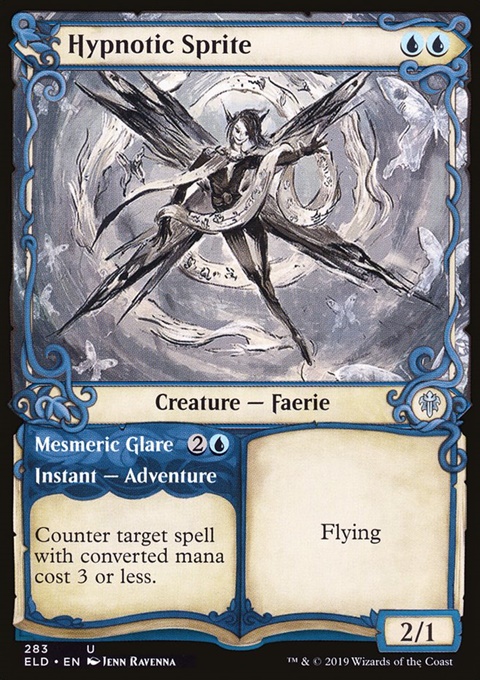 Hypnotic Sprite
Creature — Faerie
Mesmeric Glare 2
Instant — Adventure
Counter target spell
with converted mana
cost 3 or less.
Flying
2/1
283 U
ELD • EN Jenn Ravenna
™ & © 2019 Wizards of the Coast